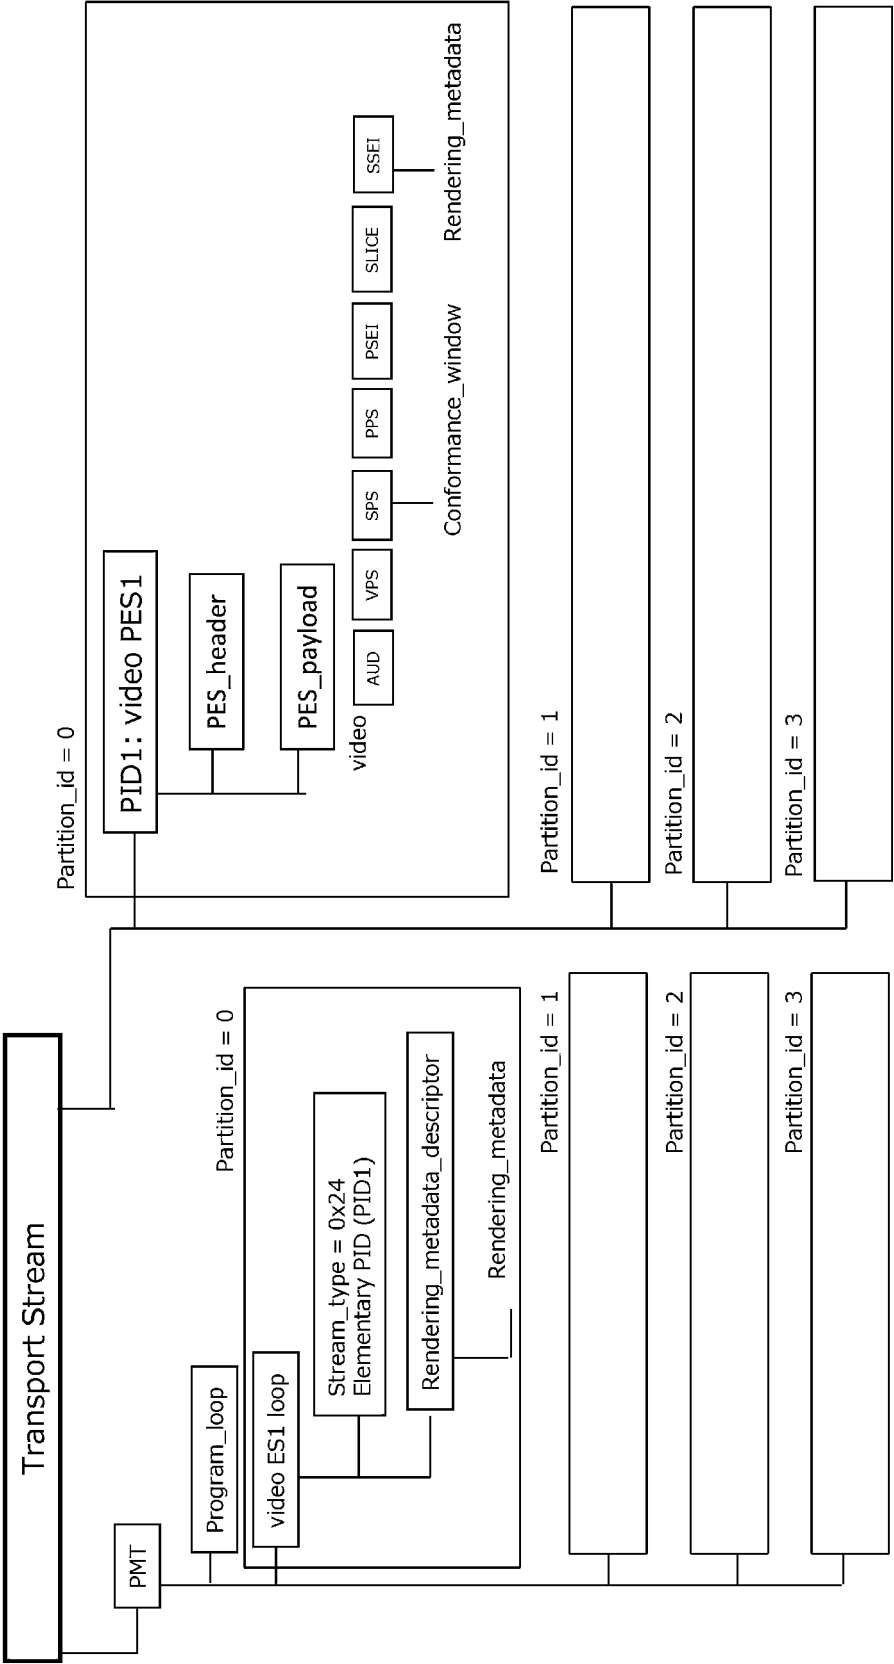 Transport Stream
PMT
Program_loop
Partition_id = 0
video ES1 loop
Stream_type = 0x24
Elementary PID (PID1)
Rendering_metadata_descriptor
Rendering_metadata
Partition_id = 1
Partition_id = 2
Partition_id = 3
Partition_id = 0
PID1: video PES1
PES_header
PES_payload
video
AUD
VPS
SPS
PPS
PSEI
SLICE
SSEI
Conformance_window
Rendering_metadata
Partition_id = 1
Partition_id = 2
Partition_id = 3